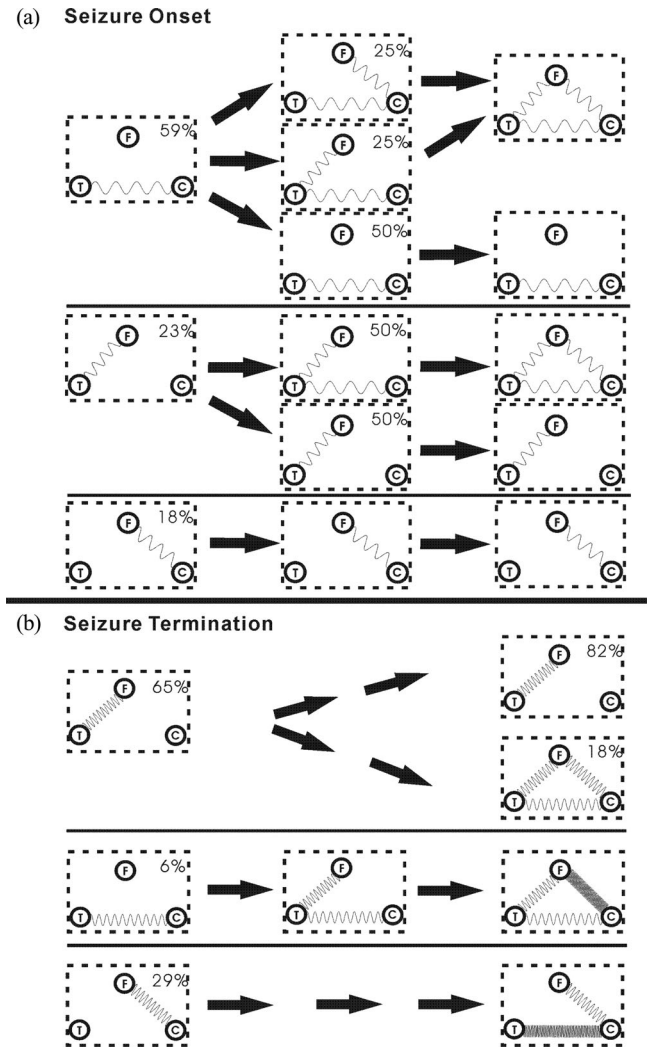 (a) Seizure Onset
F 59%
T C
F 25%
T C
F 25%
T C
F 50%
T C
F
T C
F
T C
F 23%
T C
F 50%
T C
F
T C
F 50%
T C
F
T C
F 18%
T C
F
T C
F
T C
(b) Seizure Termination
F 65%
T C
F 82%
T C
F 18%
T C
F 6%
T C
F
T C
F
T C
F 29%
T C
F
T C